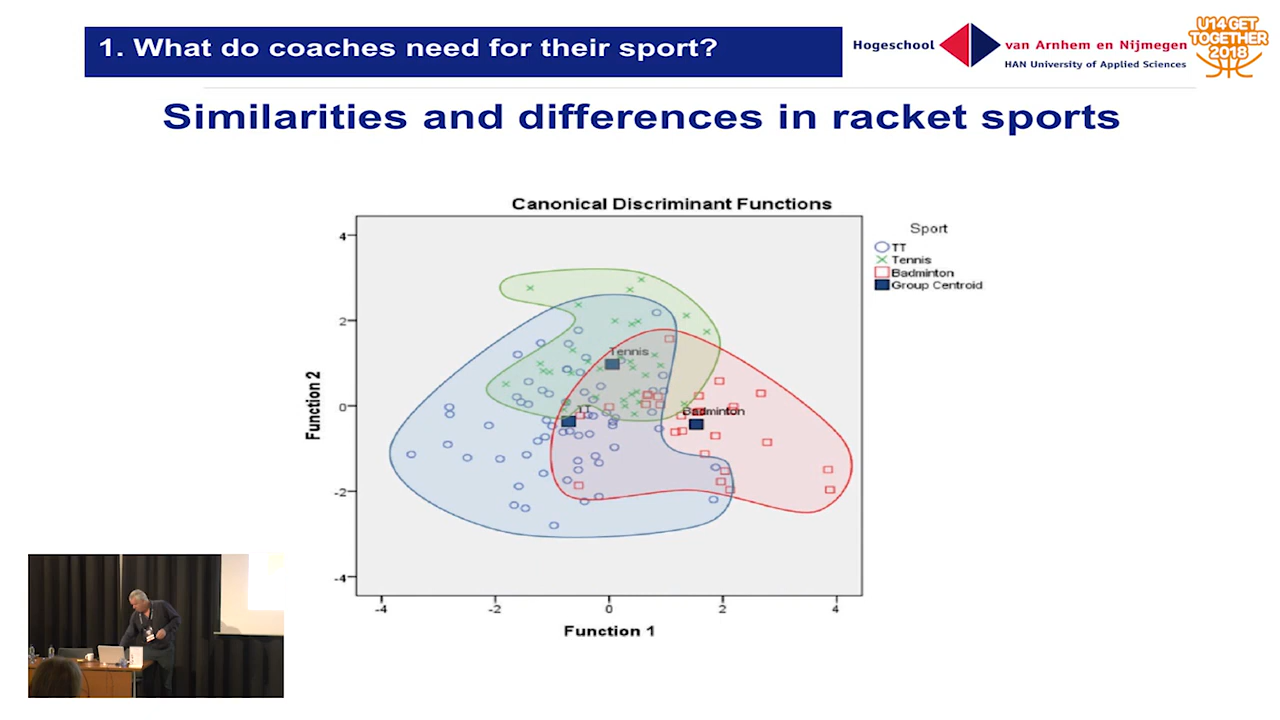 1. What do coaches need for their sport?
Hogeschool van Arnhem en Nijmegen
HAN University of Applied Sciences
U14 GET
TOGETHER
2018
Similarities and differences in racket sports
Canonical Discriminant Functions
Sport
TT
Tennis
Badminton
Group Centroid
4
2
0
-2
-4
Function 2
Tennis
TT
Badminton
-4
-2
0
2
4
Function 1